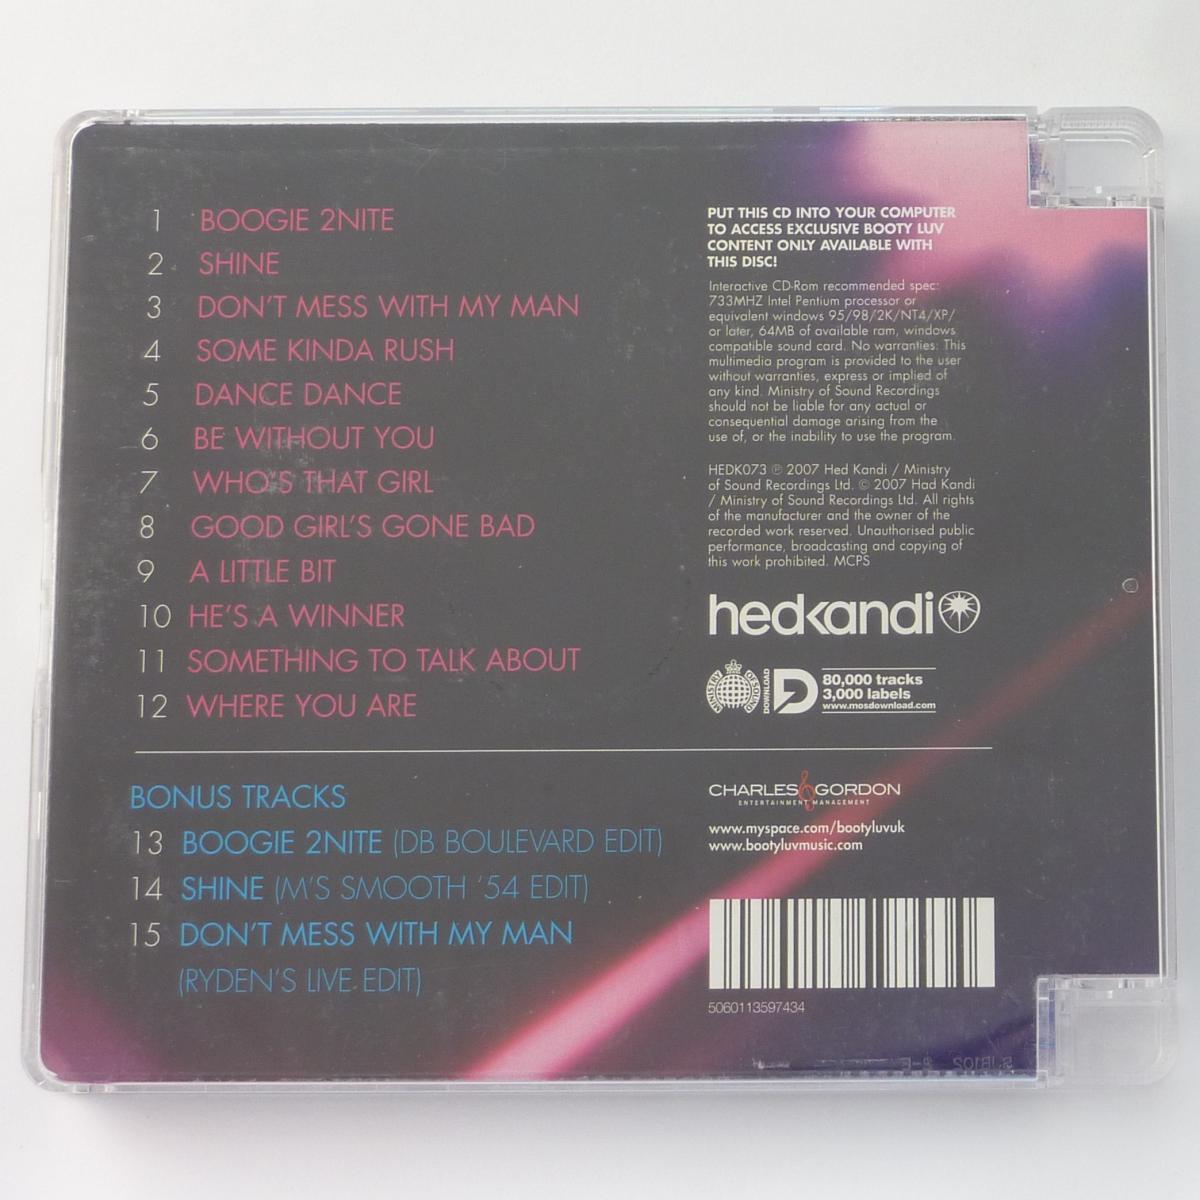 1 BOOGIE 2NITE
2 SHINE
3 DON'T MESS WITH MY MAN
4 SOME KINDA RUSH
5 DANCE DANCE
6 BE WITHOUT YOU
7 WHO'S THAT GIRL
8 GOOD GIRL'S GONE BAD
9 A LITTLE BIT
10 HE'S A WINNER
11 SOMETHING TO TALK ABOUT
12 WHERE YOU ARE
BONUS TRACKS
13 BOOGIE 2NITE (DB BOULEVARD EDIT)
14 SHINE (M'S SMOOTH '54 EDIT)
15 DON'T MESS WITH MY MAN
(RYDEN'S LIVE EDIT)
PUT THIS CD INTO YOUR COMPUTER
TO ACCESS EXCLUSIVE BOOTY LUV
CONTENT ONLY AVAILABLE WITH
THIS DISC!
Interactive CD-Rom recommended spec:
733MHZ Intel Pentium processor or
equivalent windows 95/98/2K/NT4/XP/
or later, 64MB of available ram, windows
compatible sound card. No warranties: This
multimedia program is provided to the user
without warranties, express or implied of
any kind. Ministry of Sound Recordings
should not be liable for any actual or
consequential damage arising from the
use of, or the inability to use the program.
HEDK073 ℗ 2007 Hed Kandi / Ministry
of Sound Recordings Ltd. © 2007 Had Kandi
/ Ministry of Sound Recordings Ltd. All rights
of the manufacturer and the owner of the
recorded work reserved. Unauthorised public
performance, broadcasting and copying of
this work prohibited. MCPS
hedkandi
MINISTRY OF SOUND
DOWNLOAD
80,000 tracks
3,000 labels
www.mosdownload.com
CHARLES GORDON
ENTERTAINMENT MANAGEMENT
www.myspace.com/bootyluvuk
www.bootyluvmusic.com
5060113597434